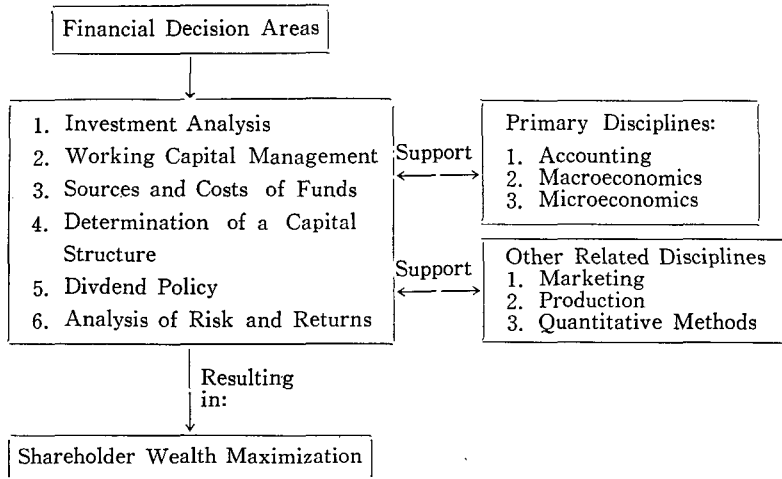 Financial Decision Areas
1. Investment Analysis
2. Working Capital Management
3. Sources and Costs of Funds
4. Determination of a Capital
Structure
5. Divdend Policy
6. Analysis of Risk and Returns
Support
Primary Disciplines:
1. Accounting
2. Macroeconomics
3. Microeconomics
Support
Other Related Disciplines
1. Marketing
2. Production
3. Quantitative Methods
Resulting
in:
Shareholder Wealth Maximization